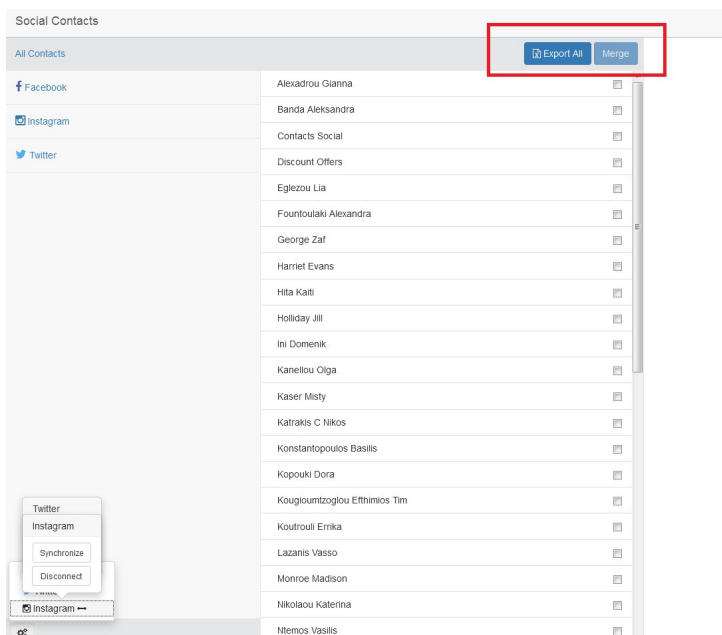 Social Contacts
All Contacts
Export All
Merge
Facebook
Instagram
Twitter
Alexadrou Gianna
Banda Aleksandra
Contacts Social
Discount Offers
Eglezou Lia
Fountoulaki Alexandra
George Zaf
Harriet Evans
Hita Kaiti
Holliday Jill
Ini Domenik
Kanellou Olga
Kaser Misty
Katrakis C Nikos
Konstantopoulos Basilis
Kopouki Dora
Kougioumtzoglou Efthimios Tim
Koutrouli Errika
Lazanis Vasso
Monroe Madison
Nikolaou Katerina
Ntemos Vasilis
Twitter
Instagram
Synchronize
Disconnect
Twitter
Instagram